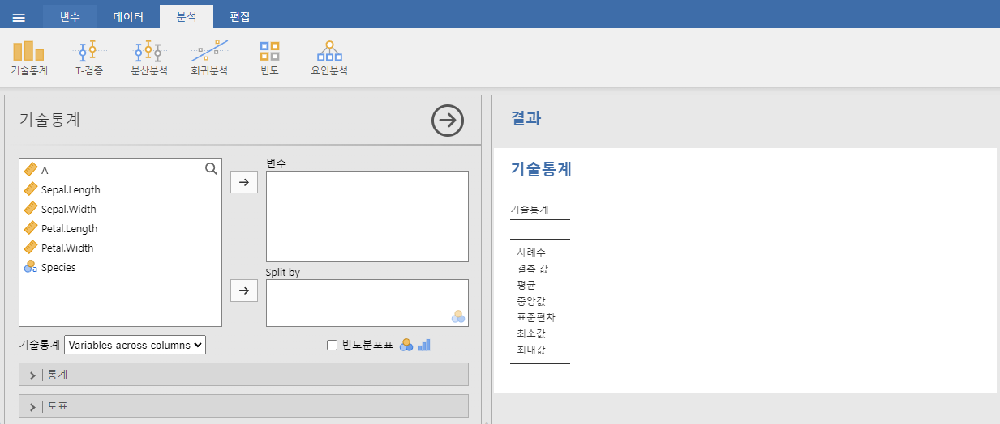 변수 데이터 분석 편집
기술통계 T-검증 분산분석 회귀분석 빈도 요인분석
기술통계
A
Sepal.Length
Sepal.Width
Petal.Length
Petal.Width
a Species
변수
Split by
기술통계 Variables across columns
빈도분포표
통계
도표
결과
기술통계
기술통계
사례수
결측 값
평균
중앙값
표준편차
최소값
최대값